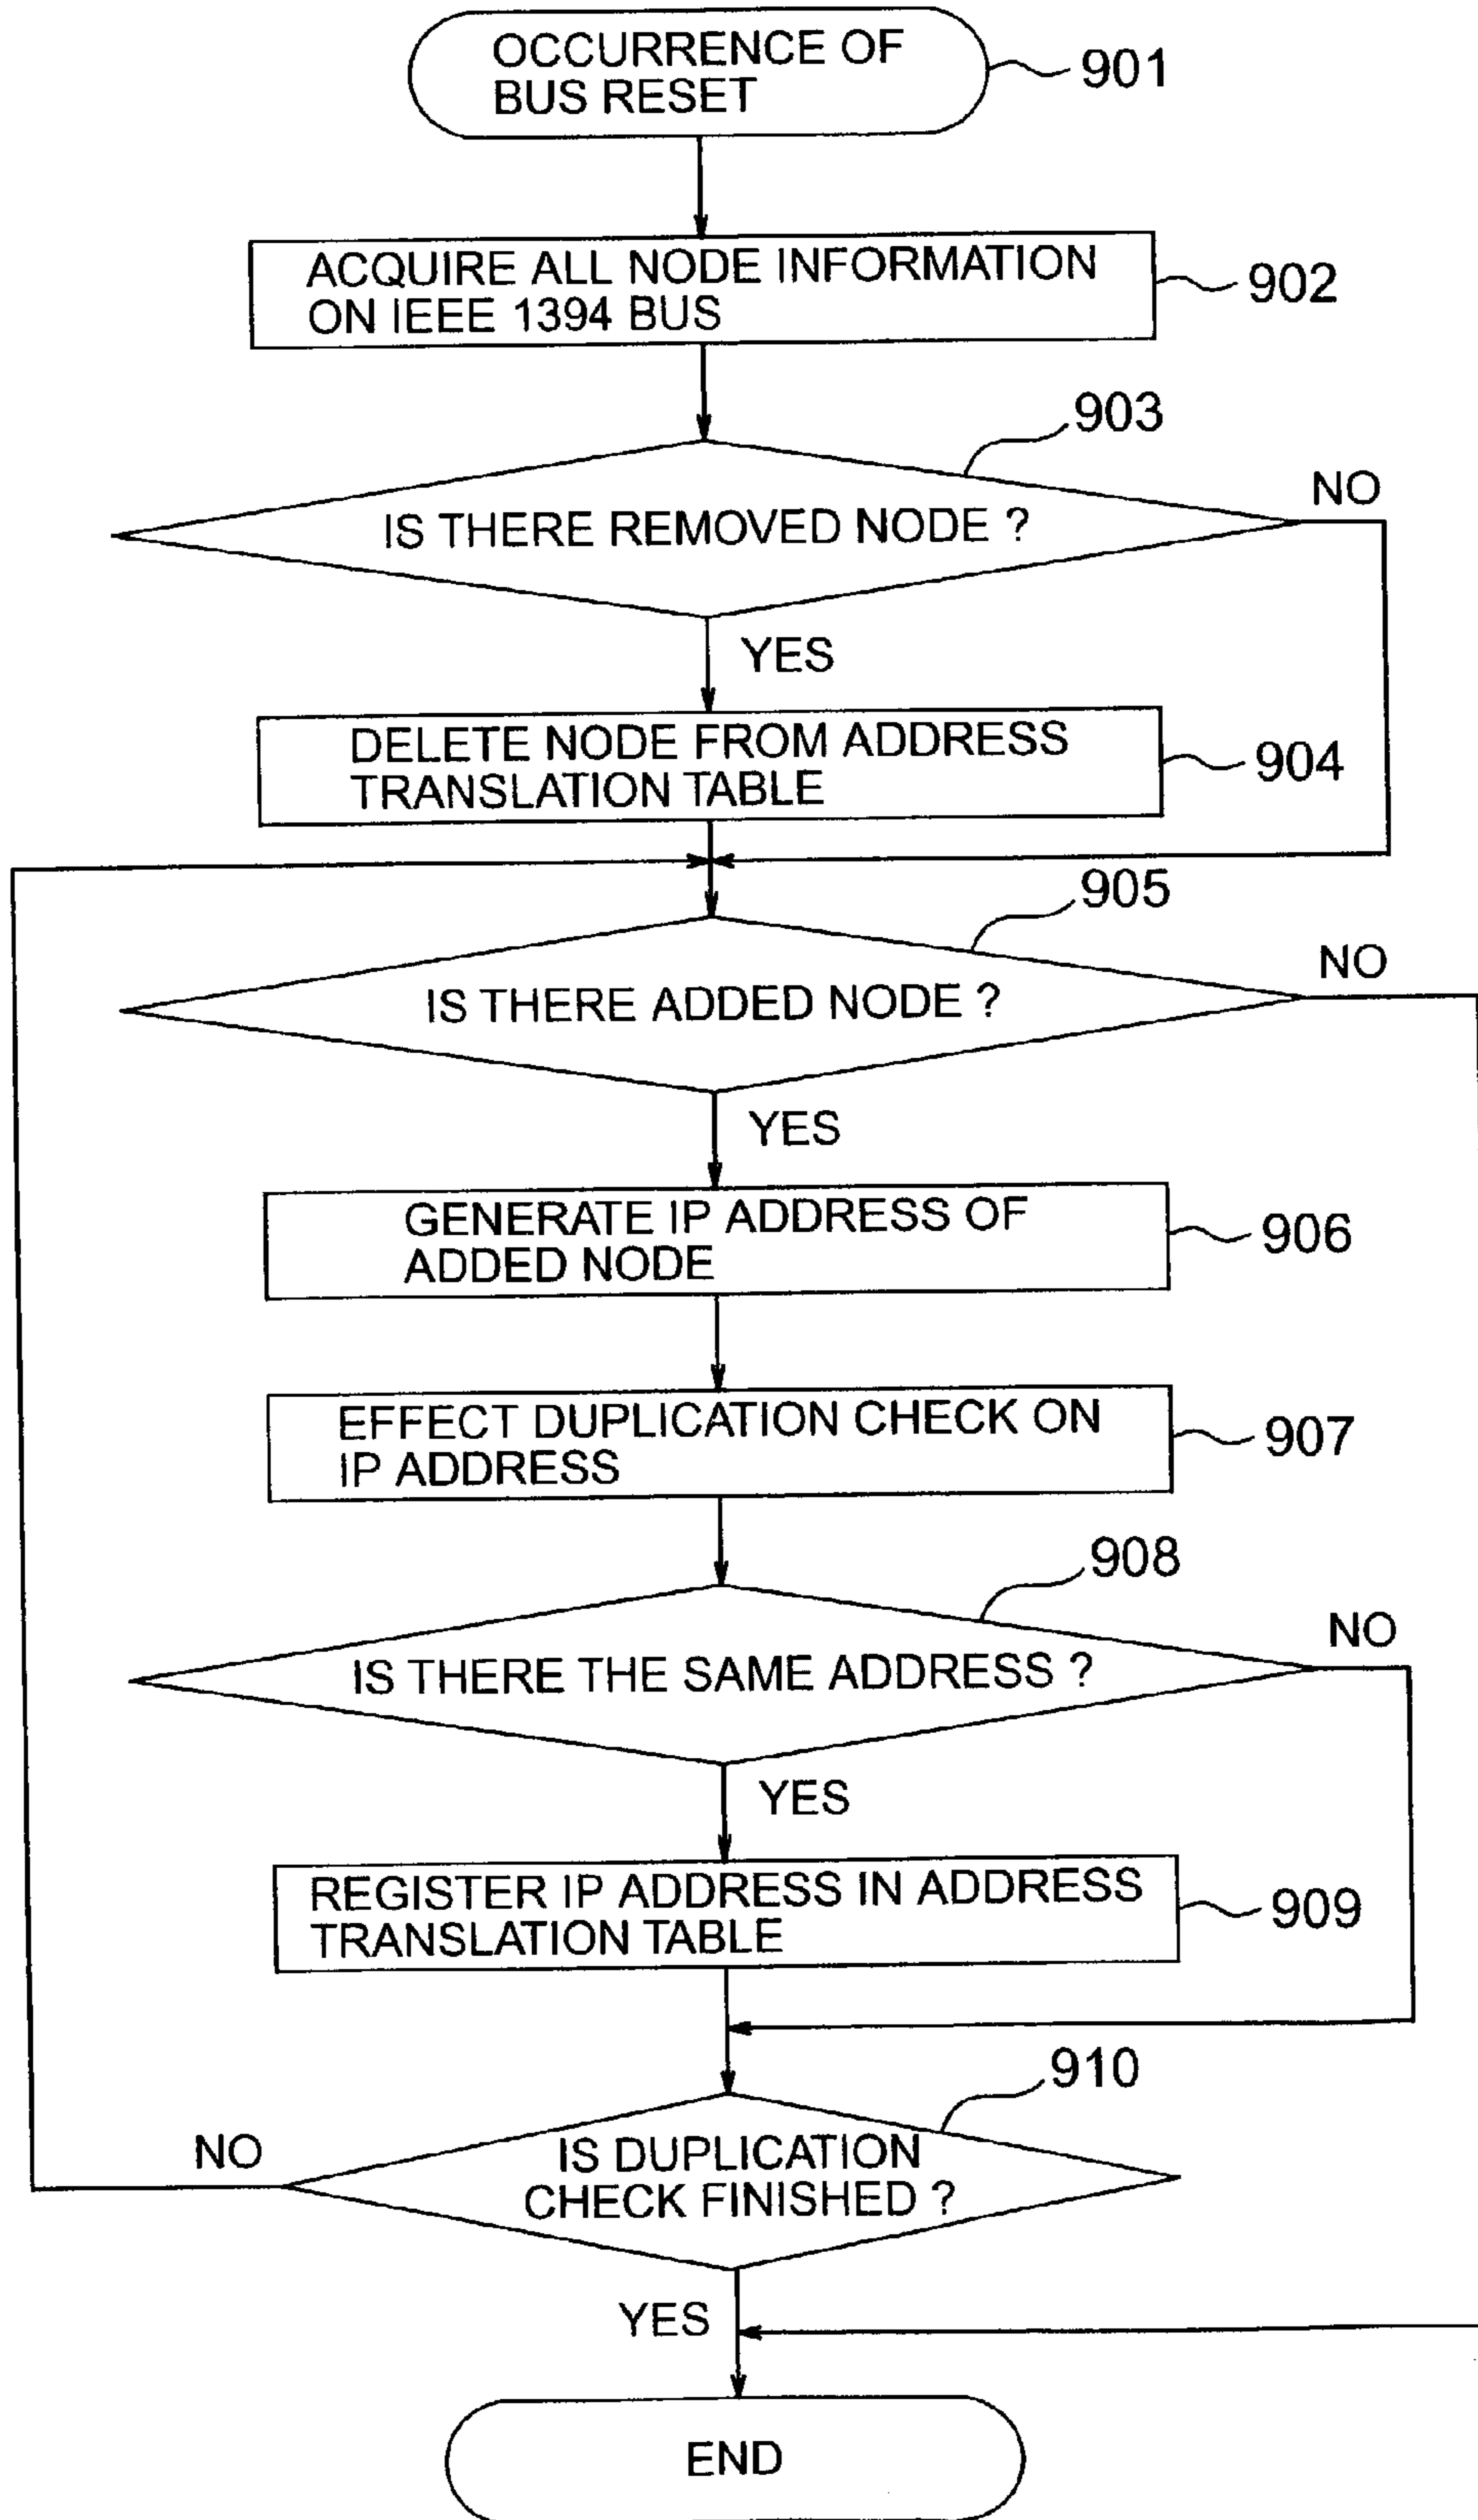 OCCURRENCE OF
BUS RESET
901
ACQUIRE ALL NODE INFORMATION
ON IEEE 1394 BUS
902
903
NO
IS THERE REMOVED NODE ?
YES
DELETE NODE FROM ADDRESS
TRANSLATION TABLE
904
905
NO
IS THERE ADDED NODE ?
YES
GENERATE IP ADDRESS OF
ADDED NODE
906
EFFECT DUPLICATION CHECK ON
IP ADDRESS
907
908
NO
IS THERE THE SAME ADDRESS ?
YES
REGISTER IP ADDRESS IN ADDRESS
TRANSLATION TABLE
909
910
NO
IS DUPLICATION
CHECK FINISHED ?
YES
END